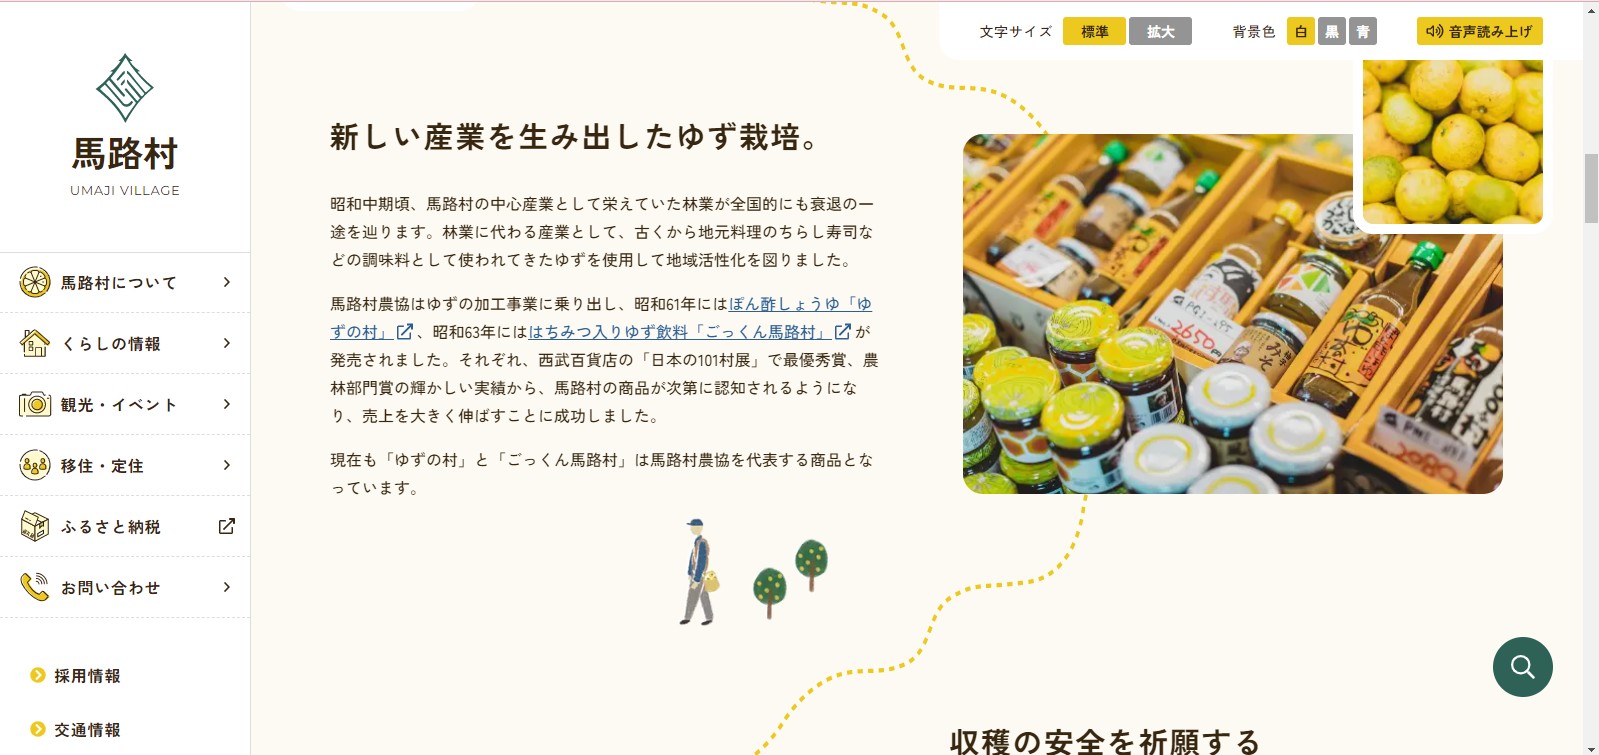 文字サイズ 標準 拡大 背景色 白 黒 青 音声読み上げ
馬路村
UMAJI VILLAGE
馬路村について
くらしの情報
観光・イベント
移住・定住
ふるさと納税
お問い合わせ
採用情報
交通情報
新しい産業を生み出したゆず栽培。
昭和中期頃、馬路村の中心産業として栄えていた林業が全国的にも衰退の一
途を辿ります。林業に代わる産業として、古くから地元料理のちらし寿司な
どの調味料として使われてきたゆずを使用して地域活性化を図りました。
馬路村農協はゆずの加工事業に乗り出し、昭和61年にはぽん酢しょうゆ「ゆ
ずの村」、昭和63年にははちみつ入りゆず飲料「ごっくん馬路村」が
発売されました。それぞれ、西武百貨店の「日本の101村展」で最優秀賞、農
林部門賞の輝かしい実績から、馬路村の商品が次第に認知されるようにな
り、売上を大きく伸ばすことに成功しました。
現在も「ゆずの村」と「ごっくん馬路村」は馬路村農協を代表する商品とな
っています。
収穫の安全を祈願する